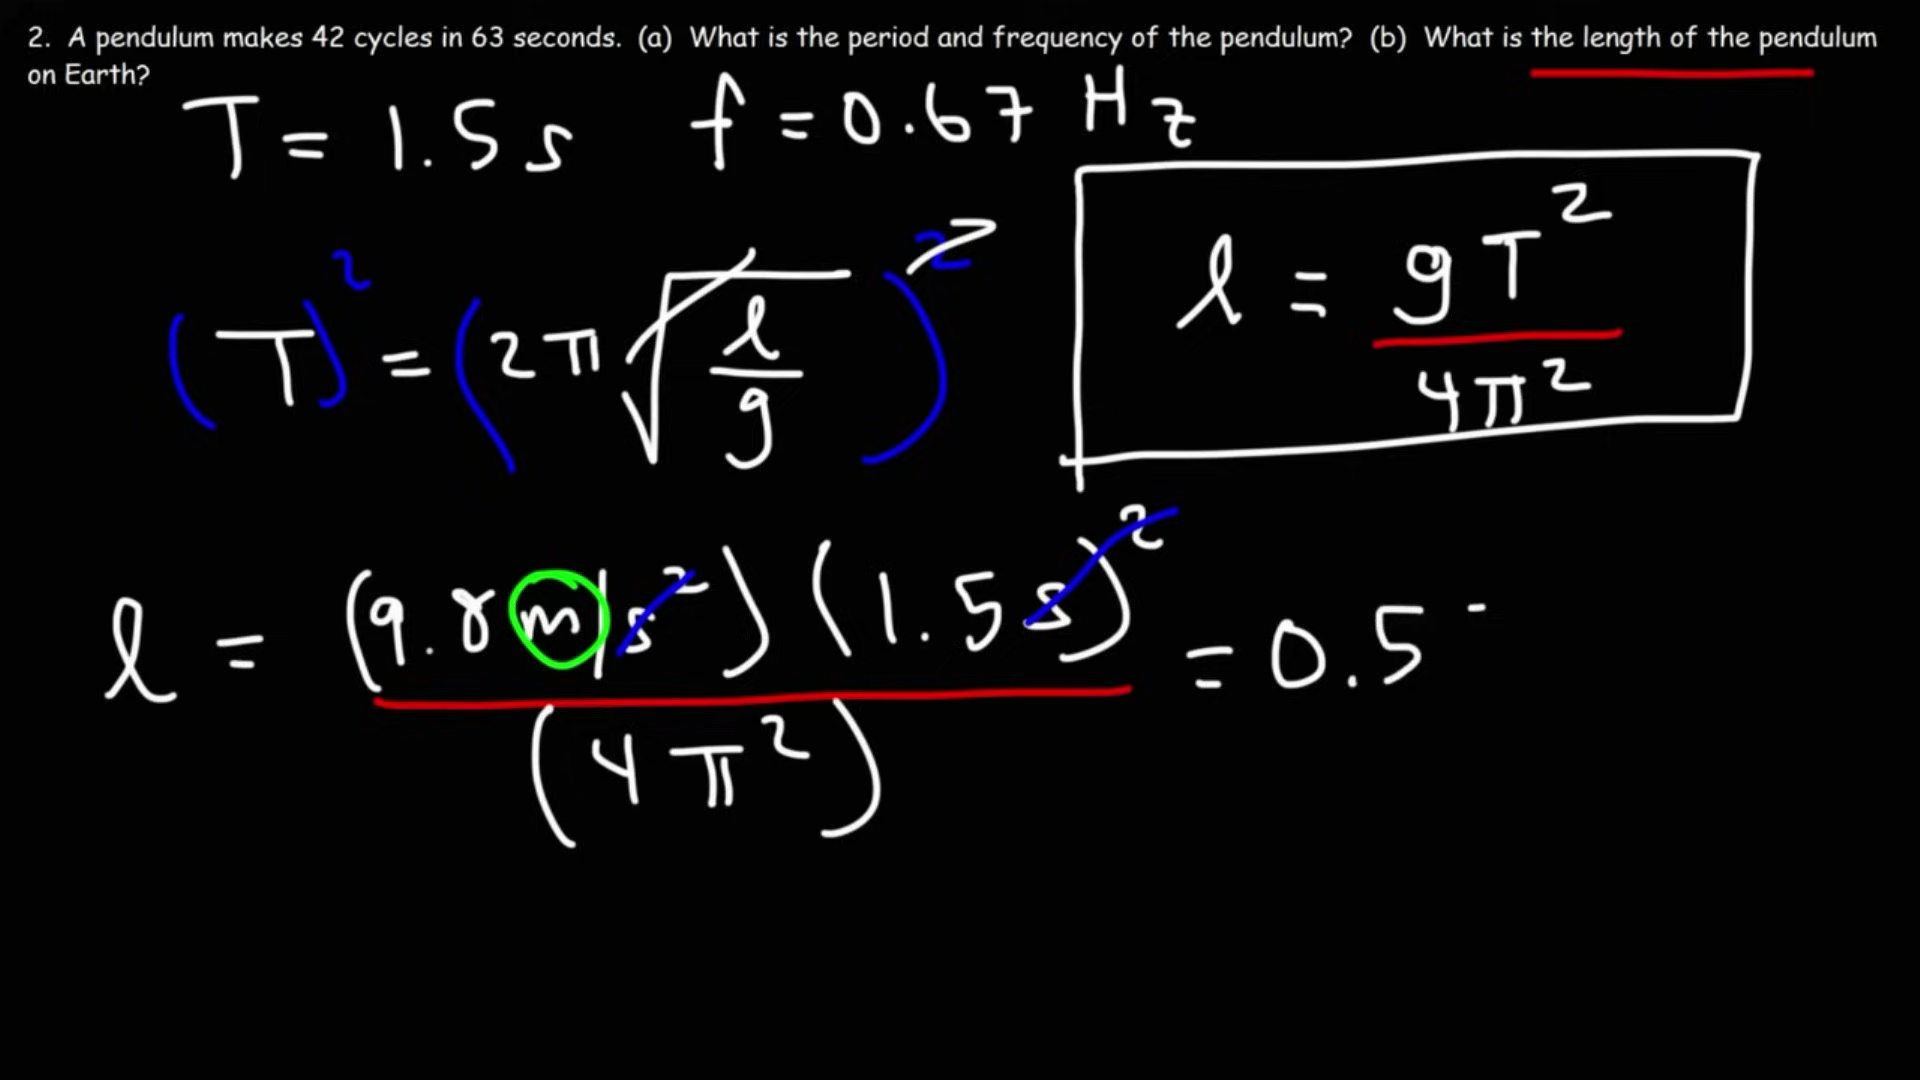 2. A pendulum makes 42 cycles in 63 seconds. (a) What is the period and frequency of the pendulum? (b) What is the length of the pendulum
on Earth?
T = 1.5 s f = 0.67 Hz
(T)² = (2π√(l/g))²
l = gT²/4π²
l = (9.8 m/s²)(1.5 s)²/(4π²) = 0.5